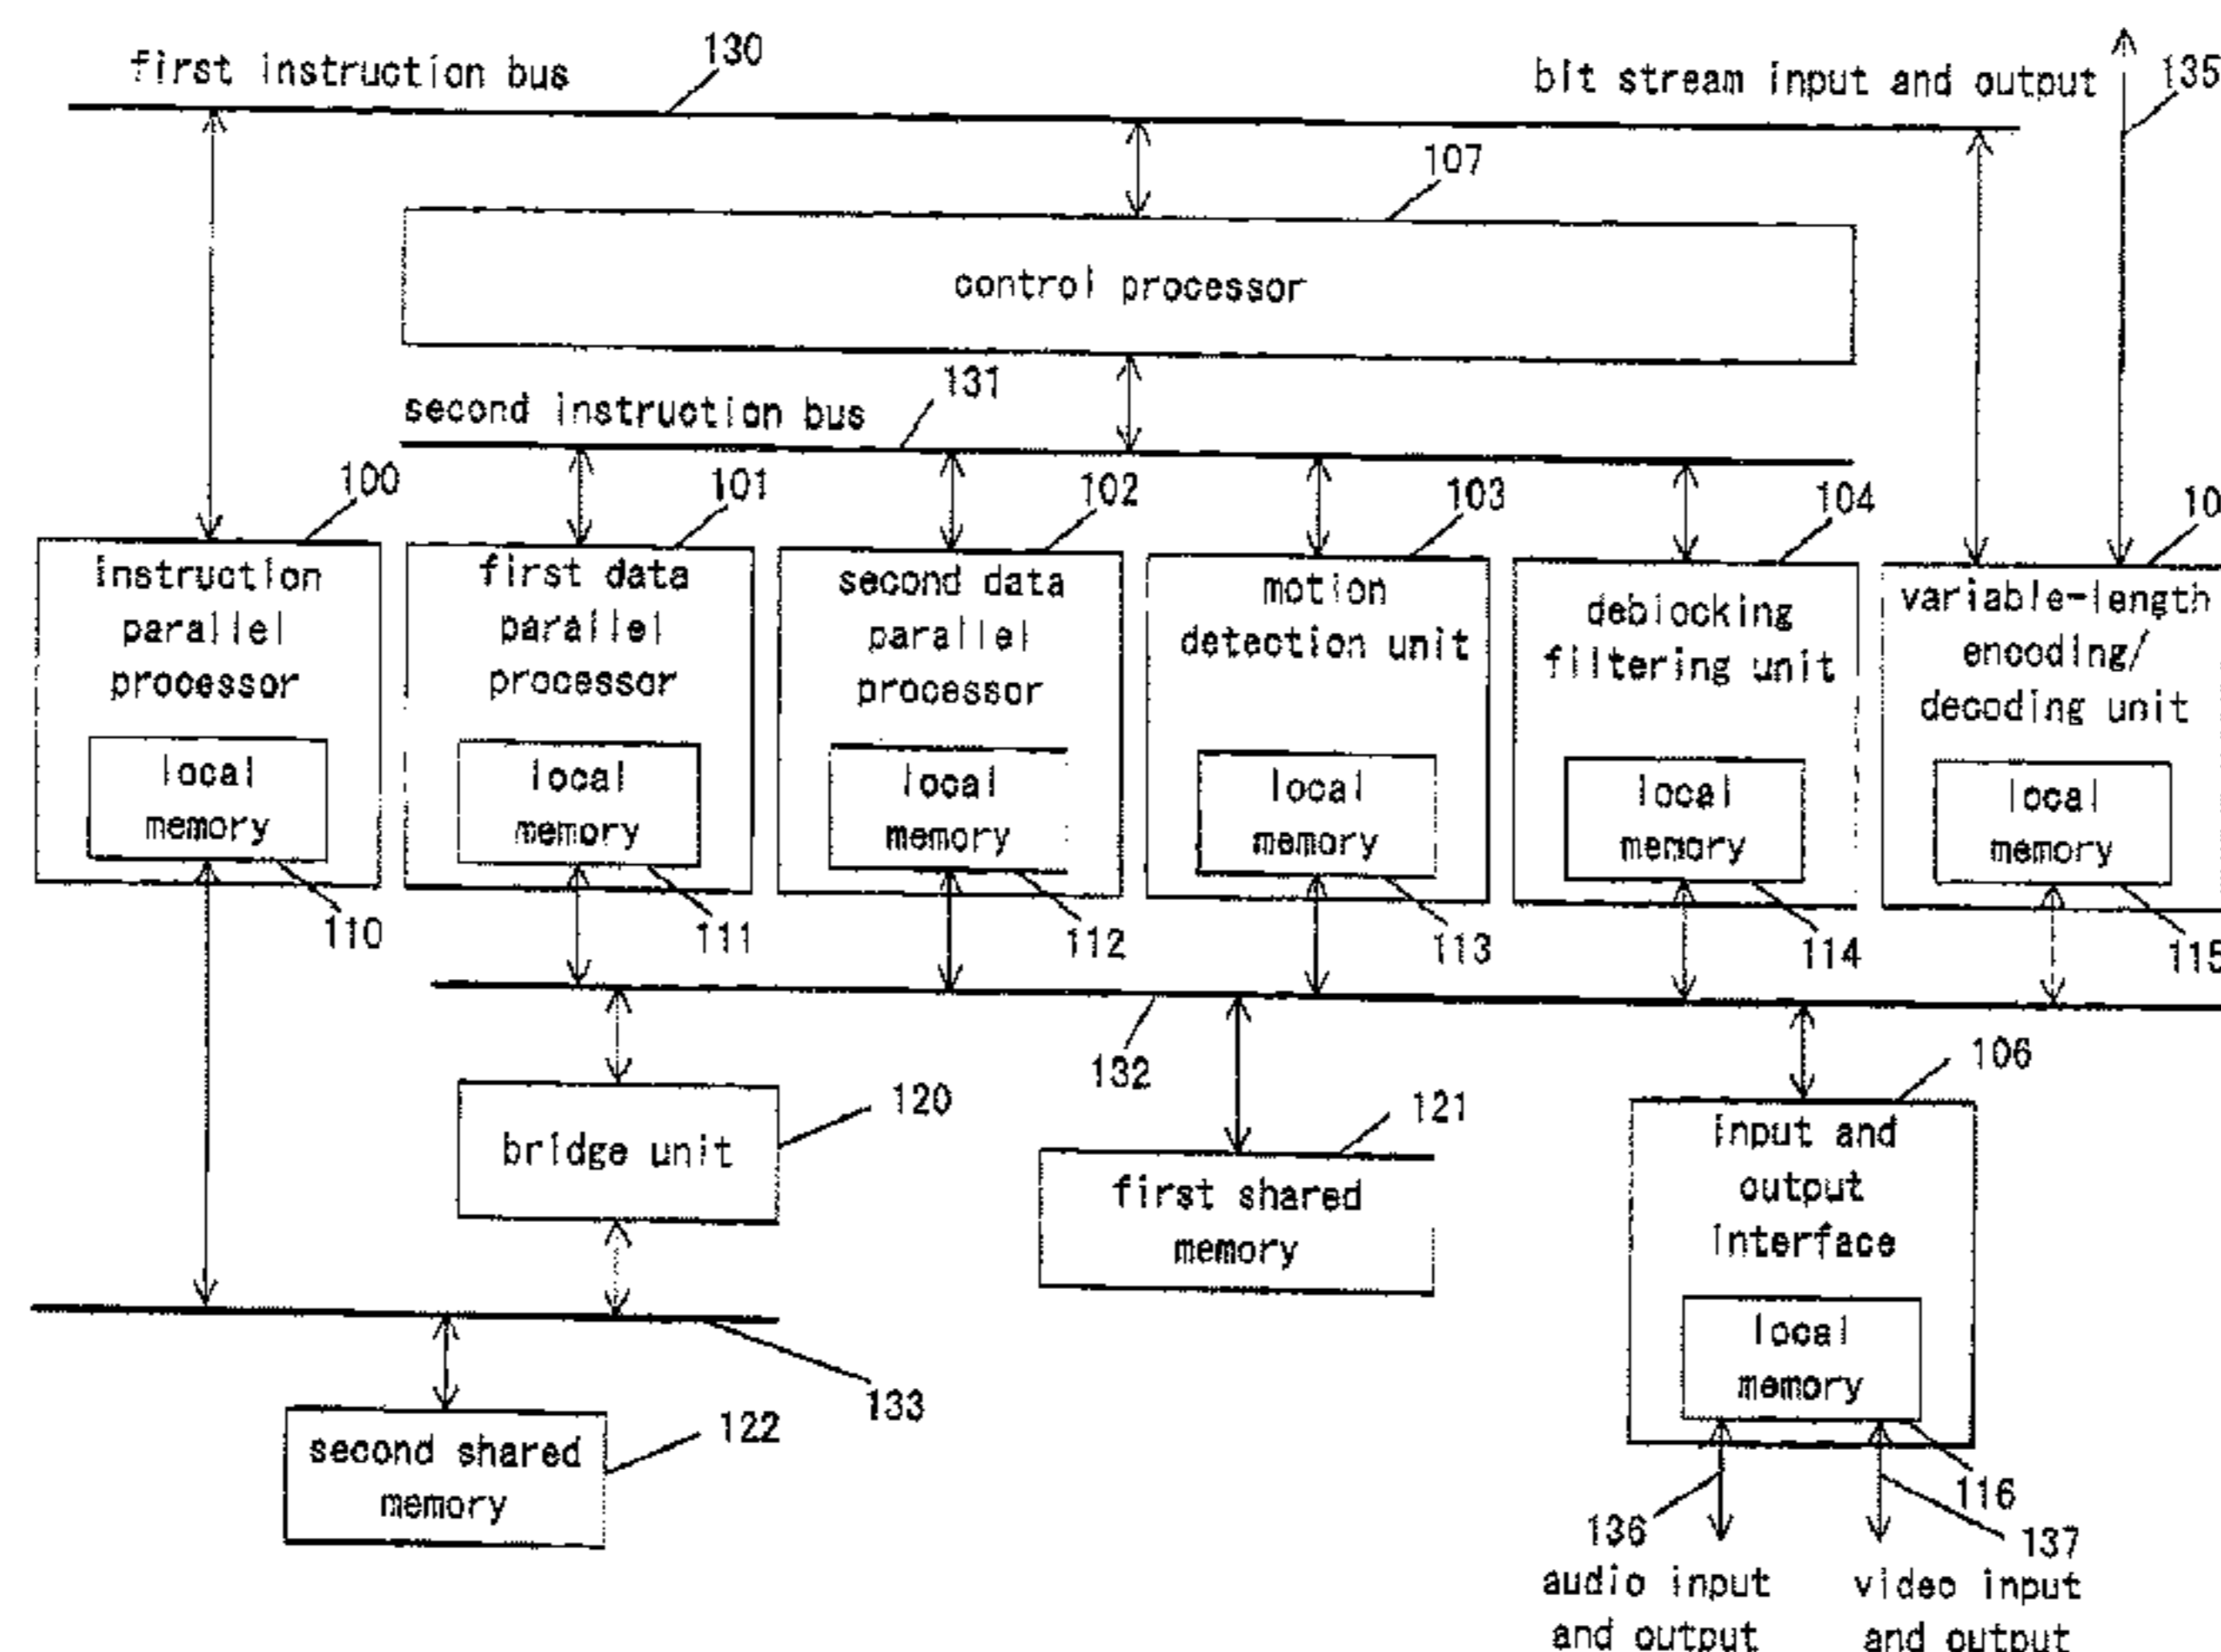 first instruction bus
130
bit stream input and output
135
107
control processor
second instruction bus
131
100
101
102
103
104
10
instruction
parallel
processor
first data
parallel
processor
second data
parallel
processor
motion
detection unit
deblocking
filtering unit
variable-length
encoding/
decoding unit
local
memory
local
memory
local
memory
local
memory
local
memory
local
memory
110
111
112
113
114
115
132
120
bridge unit
121
first shared
memory
106
input and
output
interface
local
memory
133
122
second shared
memory
116
136
audio input
and output
137
video input
and output